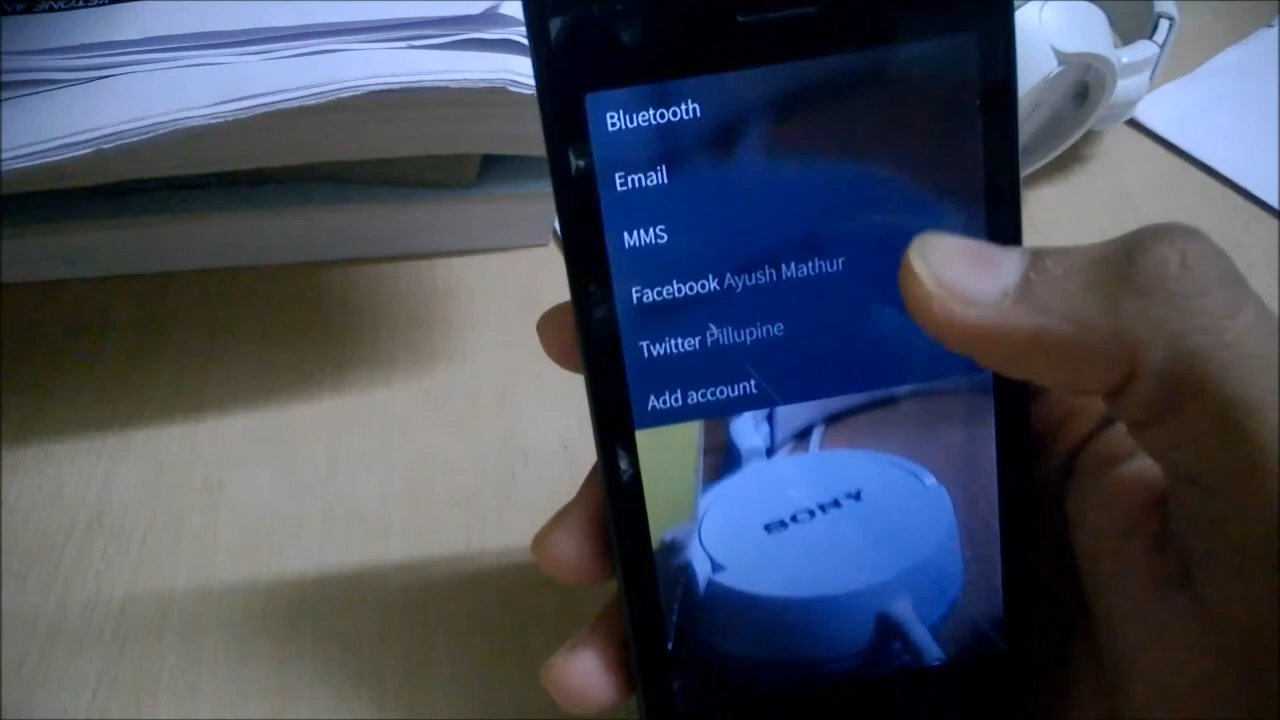 Bluetooth
Email
MMS
Facebook Ayush Mathur
Twitter Pillupine
Add account
SONY